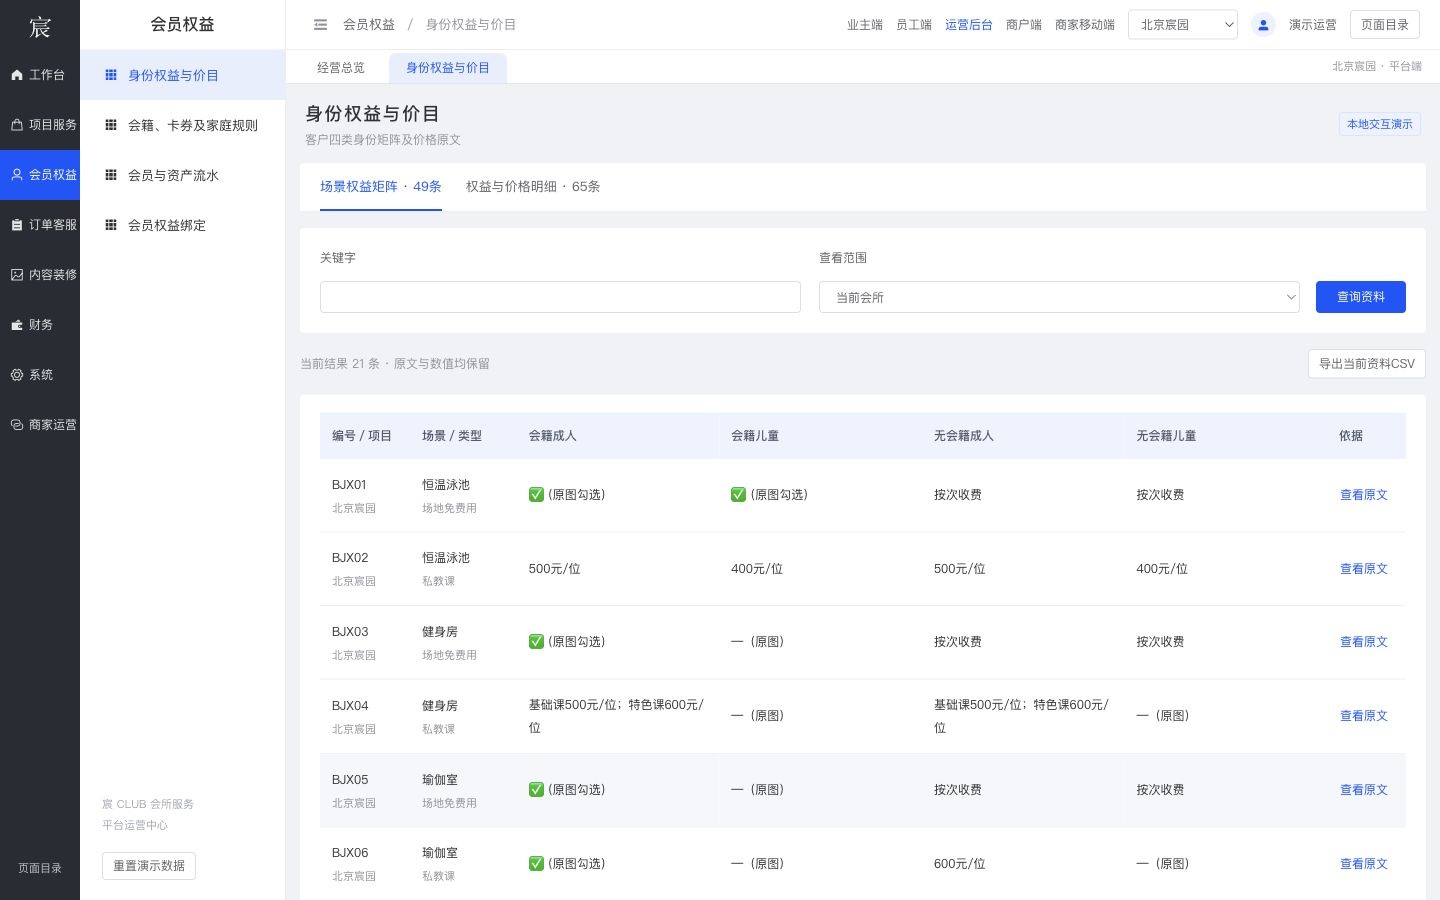 宸
工作台
项目服务
会员权益
订单客服
内容装修
财务
系统
商家运营
页面目录
会员权益
身份权益与价目
会籍、卡券及家庭规则
会员与资产流水
会员权益绑定
宸 CLUB 会所服务
平台运营中心
重置演示数据
会员权益 / 身份权益与价目
业主端 员工端 运营后台 商户端 商家移动端 北京宸园 演示运营 页面目录
经营总览 身份权益与价目
北京宸园 · 平台端
身份权益与价目
客户四类身份矩阵及价格原文
本地交互演示
场景权益矩阵 · 49条 权益与价格明细 · 65条
关键字 查看范围
当前会所 查询资料
当前结果 21 条 · 原文与数值均保留
导出当前资料CSV
编号 / 项目 场景 / 类型 会籍成人 会籍儿童 无会籍成人 无会籍儿童 依据
BJX01 恒温泳池
✅ (原图勾选) ✅ (原图勾选) 按次收费 按次收费 查看原文
北京宸园 场地免费用
BJX02 恒温泳池
500元/位 400元/位 500元/位 400元/位 查看原文
北京宸园 私教课
BJX03 健身房
✅ (原图勾选) — (原图) 按次收费 按次收费 查看原文
北京宸园 场地免费用
BJX04 健身房
基础课500元/位；特色课600元/位 — (原图) 基础课500元/位；特色课600元/位 — (原图) 查看原文
北京宸园 私教课
BJX05 瑜伽室
✅ (原图勾选) — (原图) 按次收费 按次收费 查看原文
北京宸园 场地免费用
BJX06 瑜伽室
✅ (原图勾选) — (原图) 600元/位 — (原图) 查看原文
北京宸园 私教课